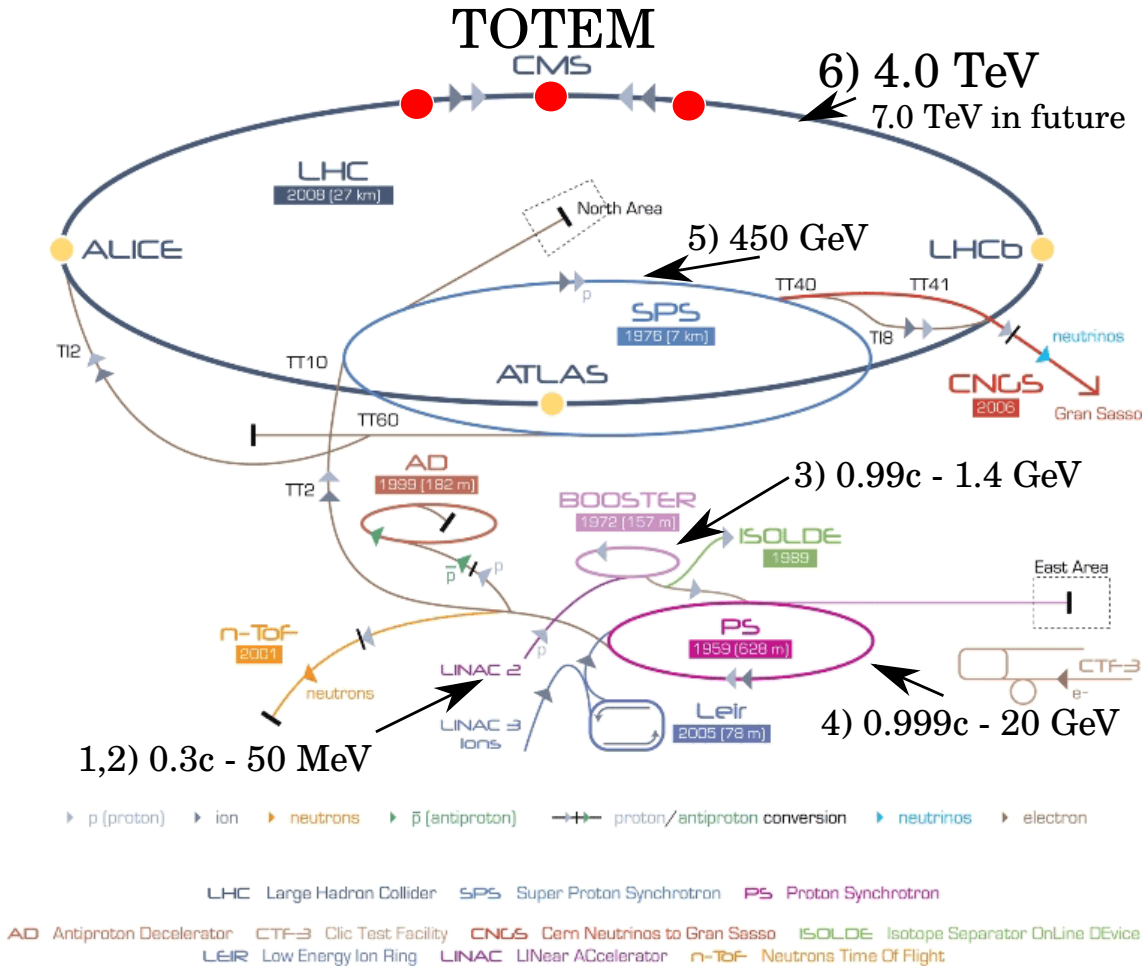 TOTEM
CMS
6) 4.0 TeV
7.0 TeV in future
LHC
2008 (27 km)
North Area
ALICE
5) 450 GeV
LHCb
TT40
TT41
p
SPS
1976 (7 km)
TI8
neutrinos
TI2
TT10
ATLAS
CNGS
2006
Gran Sasso
TT60
AD
1999 (182 m)
TT2
BOOSTER
1972 (157 m)
3) 0.99c - 1.4 GeV
ISOLDE
1989
p̅
p
East Area
n-ToF
2001
PS
1959 (628 m)
p
LINAC 2
neutrons
CTF-3
e-
LINAC 3
Ions
Leir
2005 (78 m)
4) 0.999c - 20 GeV
1,2) 0.3c - 50 MeV
p (proton) ion neutrons p̅ (antiproton) proton/antiproton conversion neutrinos electron
LHC Large Hadron Collider SPS Super Proton Synchrotron PS Proton Synchrotron
AD Antiproton Decelerator CTF-3 Clic Test Facility CNGS Cern Neutrinos to Gran Sasso ISOLDE Isotope Separator OnLine DEvice
LEIR Low Energy Ion Ring LINAC LINear ACcelerator n-ToF Neutrons Time Of Flight